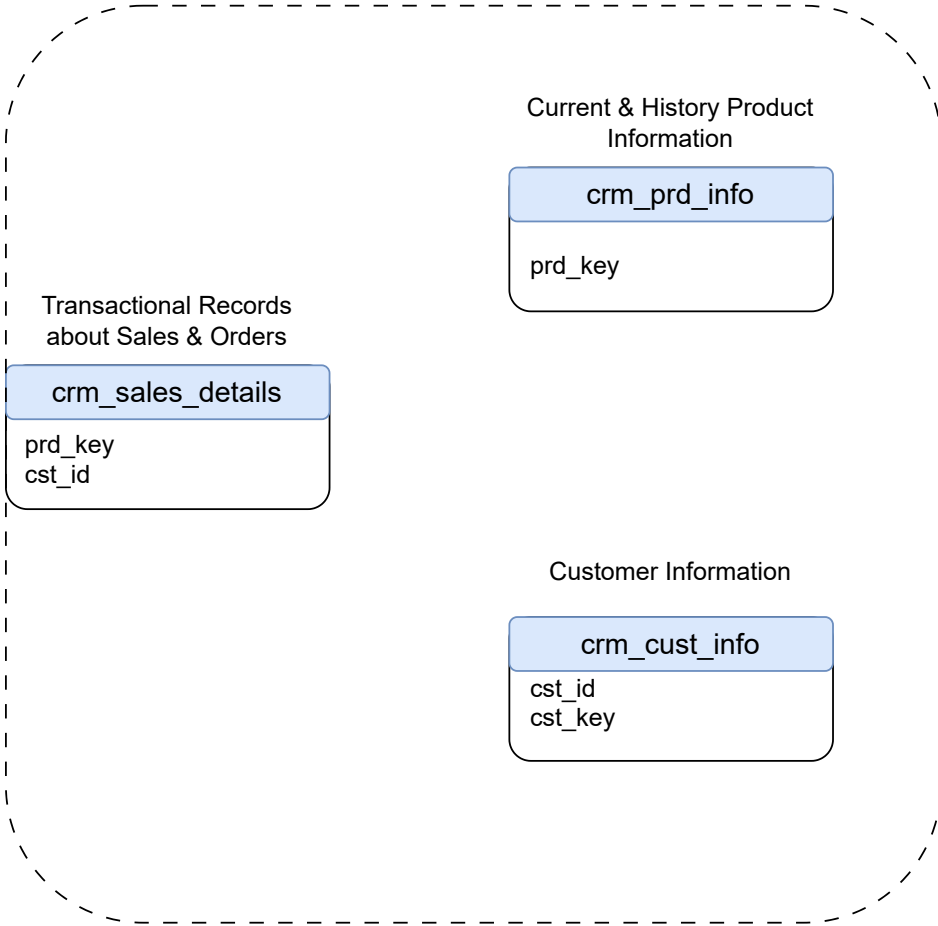 Current & History Product
Information
crm_prd_info
prd_key
Transactional Records
about Sales & Orders
crm_sales_details
prd_key
cst_id
Customer Information
crm_cust_info
cst_id
cst_key